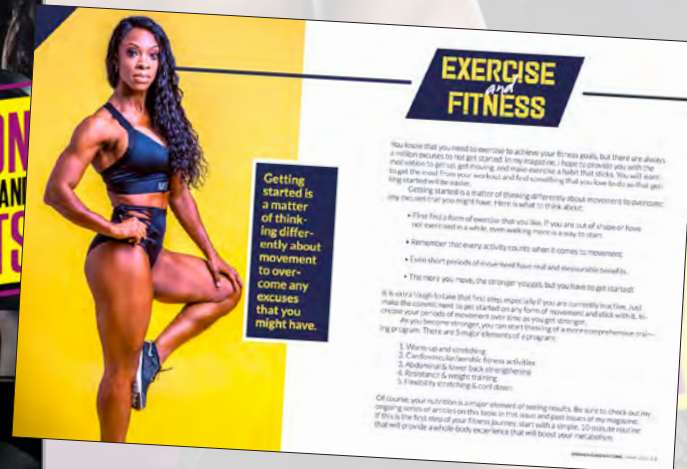 ON
AND
TS
EXERCISE
and
FITNESS
Getting
started is
a matter
of think-
ing differ-
ently about
movement
to over-
come any
excuses
that you
might have.
You know that you need to exercise to achieve your fitness goals, but there are always
a million excuses to not get started. In my magazine, I hope to provide you with the
motivation to get up, get moving, and make exercise a habit that sticks. You will want
to get the most from your workout and find something that you love to do so that get-
ting started will be easier.
Getting started is a matter of thinking differently about movement to overcome
any excuses that you might have. Here is what to think about:
• First find a form of exercise that you like. If you are out of shape or have
not exercised in a while, even walking more is a way to start.
• Remember that every activity counts when it comes to movement.
• Even short periods of movement have real and measurable benefits.
• The more you move, the stronger you get, but you have to get started!
It is extra tough to take that first step, especially if you are currently inactive. Just
make the commitment to get started on any form of movement and stick with it. In-
crease your periods of movement over time as you get stronger.
As you become stronger, you can start thinking of a more comprehensive train-
ing program. There are 5 major elements of a program:
1. Warm-up and stretching
2. Cardiovascular/aerobic fitness activities
3. Abdominal & lower back strengthening
4. Resistance & weight training
5. Flexibility stretching & cool down
Of course, your nutrition is a major element of seeing results. Be sure to check out my
ongoing series of articles on this topic in this issue and past issues of my magazine.
If this is the first step of your fitness journey, start with a simple, 10-minute routine
that will provide a whole-body experience that will boost your metabolism